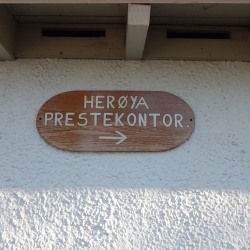 HERØYA
PRESTEKONTOR.
→